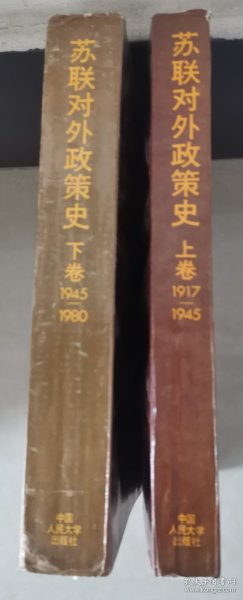 苏联对外政策史
下卷
1945
1980
中国
人民大学
出版社
苏联对外政策史
上卷
1917
1945
中国
人民大学
出版社